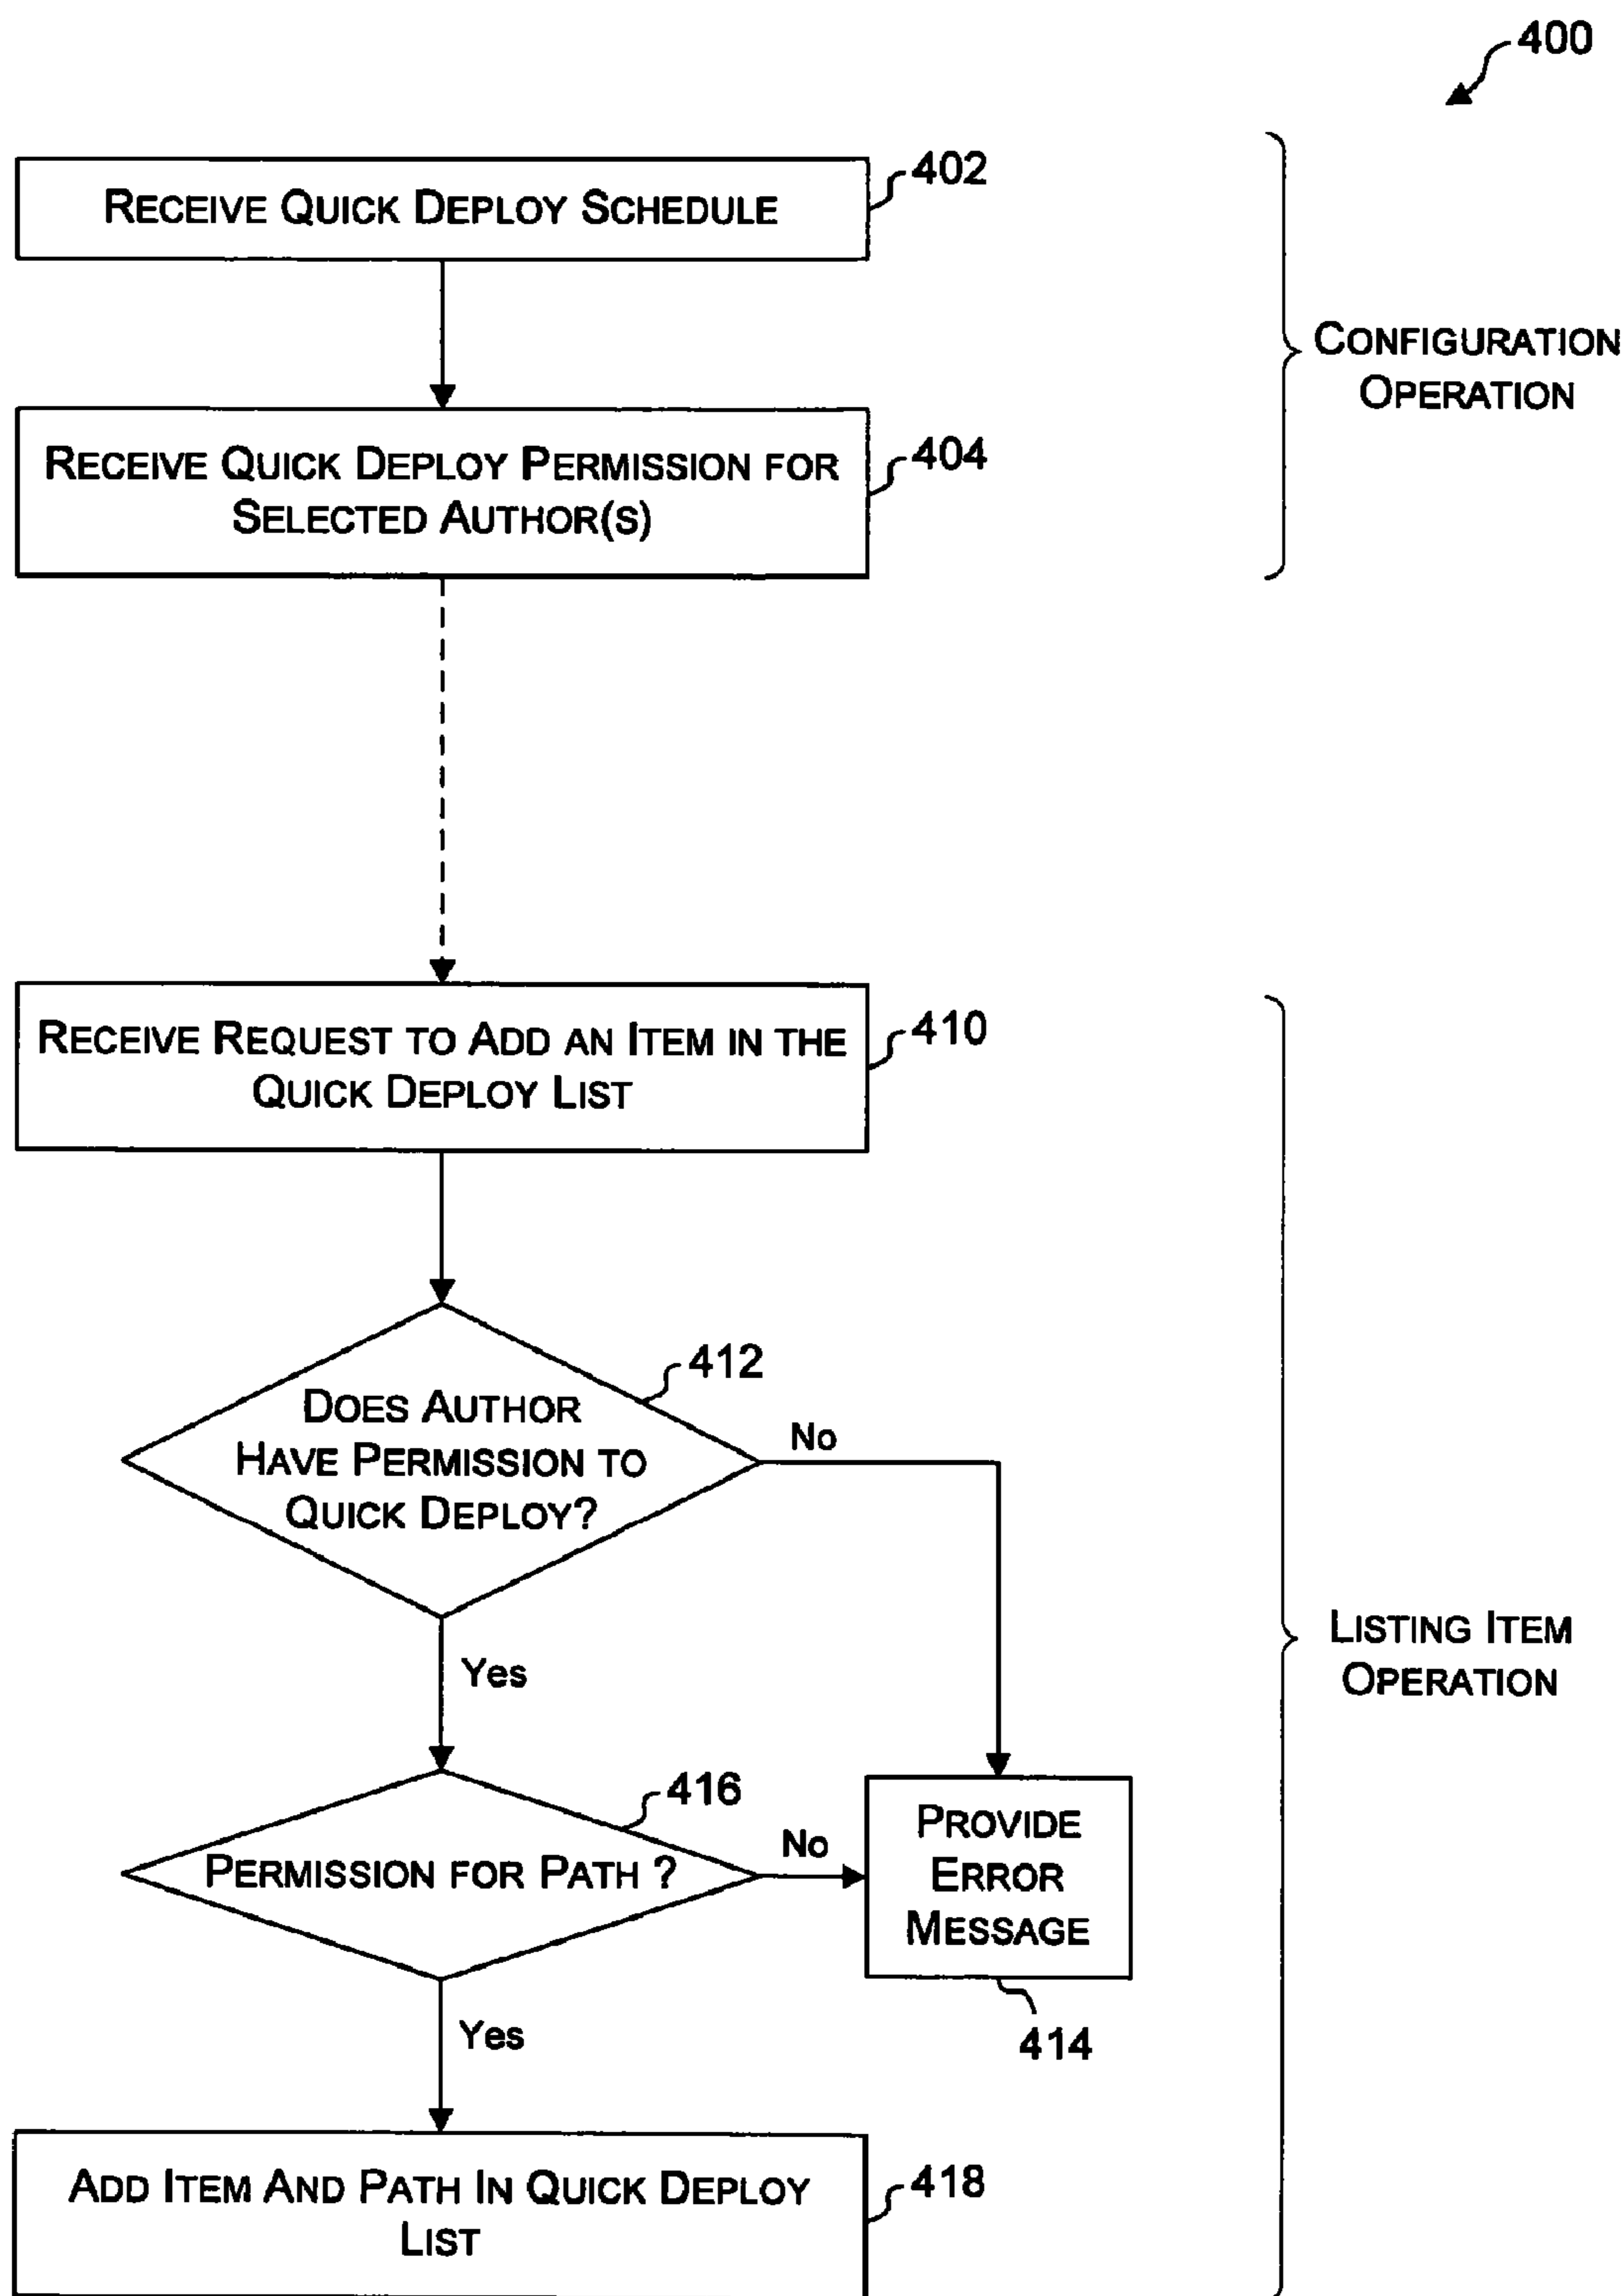 400
RECEIVE QUICK DEPLOY SCHEDULE
402
RECEIVE QUICK DEPLOY PERMISSION FOR
SELECTED AUTHOR(S)
404
CONFIGURATION
OPERATION
RECEIVE REQUEST TO ADD AN ITEM IN THE
QUICK DEPLOY LIST
410
DOES AUTHOR
HAVE PERMISSION TO
QUICK DEPLOY?
412
No
Yes
LISTING ITEM
OPERATION
PERMISSION FOR PATH ?
416
No
PROVIDE
ERROR
MESSAGE
414
Yes
ADD ITEM AND PATH IN QUICK DEPLOY
LIST
418